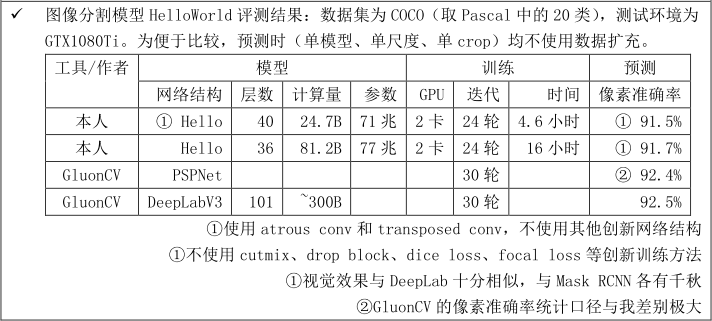 ✓ 图像分割模型 HelloWorld 评测结果：数据集为 COCO（取 Pascal 中的 20 类），测试环境为
GTX1080Ti。为便于比较，预测时（单模型、单尺度、单 crop）均不使用数据扩充。
工具/作者 模型 训练 预测
网络结构 层数 计算量 参数 GPU 迭代 时间 像素准确率
本人 ① Hello 40 24.7B 71 兆 2 卡 24 轮 4.6 小时 ① 91.5%
本人 Hello 36 81.2B 77 兆 2 卡 24 轮 16 小时 ① 91.7%
GluonCV PSPNet 30 轮 ② 92.4%
GluonCV DeepLabV3 101 ~300B 30 轮 92.5%
①使用 atrous conv 和 transposed conv，不使用其他创新网络结构
①不使用 cutmix、drop block、dice loss、focal loss 等创新训练方法
①视觉效果与 DeepLab 十分相似，与 Mask RCNN 各有千秋
②GluonCV 的像素准确率统计口径与我差别极大